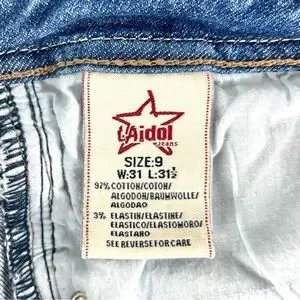 L'Aidol
Jeans
SIZE:9
W:31 L:31½
97% COTTON/COTON/
ALGODON/BAUMWOLLE/
ALGODAO
3% ELASTIN/ELASTINE/
ELASTICO/ELASTOMORO/
ELASTANO
SEE REVERSE FOR CARE